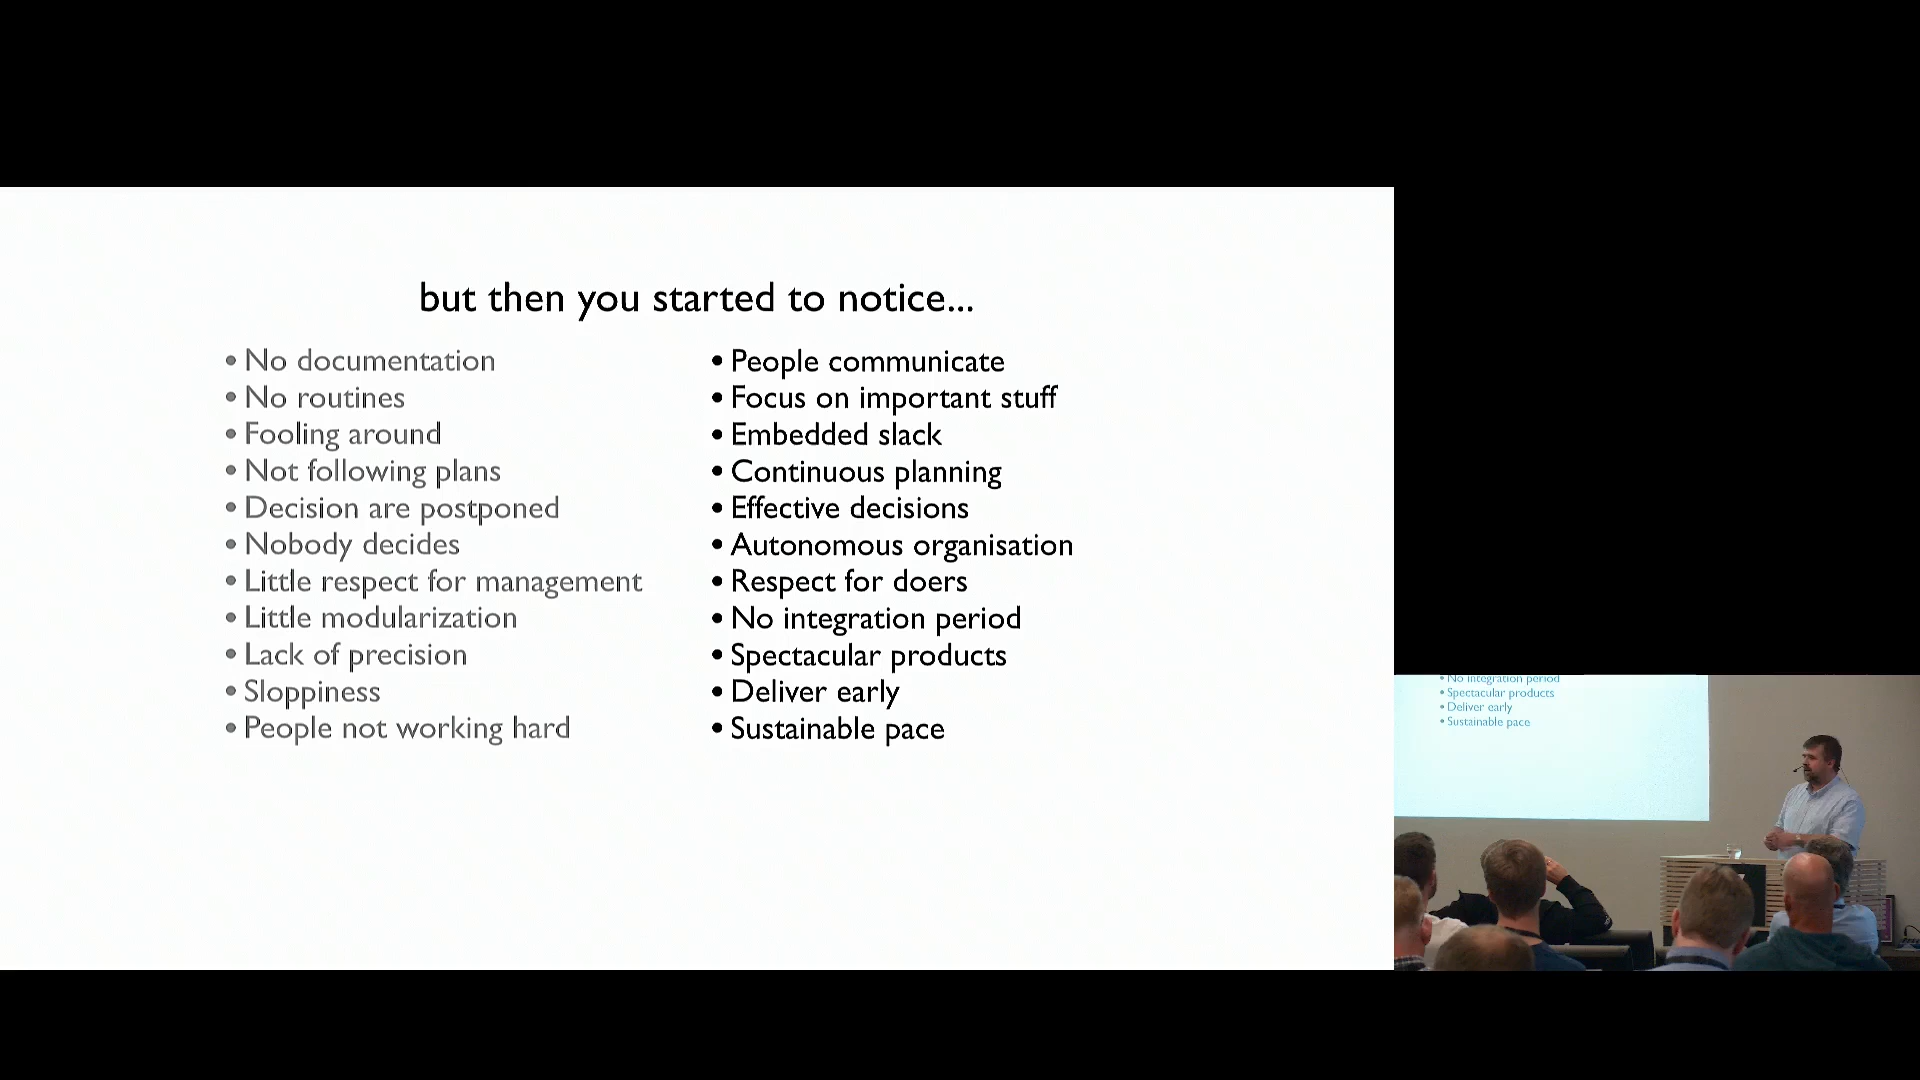 but then you started to notice...
• No documentation
• No routines
• Fooling around
• Not following plans
• Decision are postponed
• Nobody decides
• Little respect for management
• Little modularization
• Lack of precision
• Sloppiness
• People not working hard
• People communicate
• Focus on important stuff
• Embedded slack
• Continuous planning
• Effective decisions
• Autonomous organisation
• Respect for doers
• No integration period
• Spectacular products
• Deliver early
• Sustainable pace
• No integration period
• Spectacular products
• Deliver early
• Sustainable pace